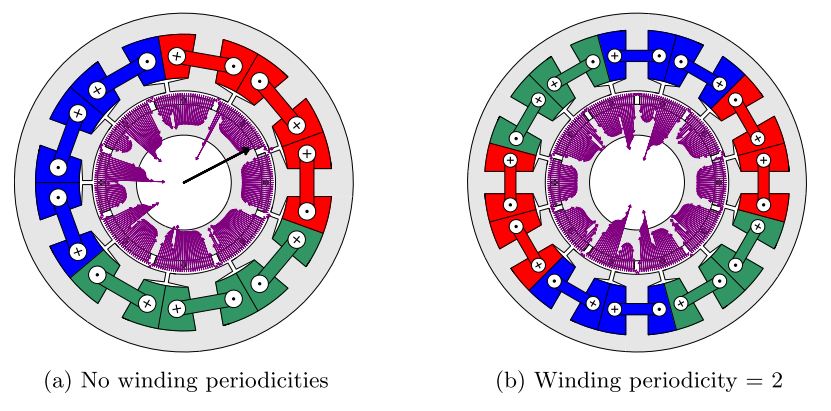 (a) No winding periodicities
(b) Winding periodicity = 2